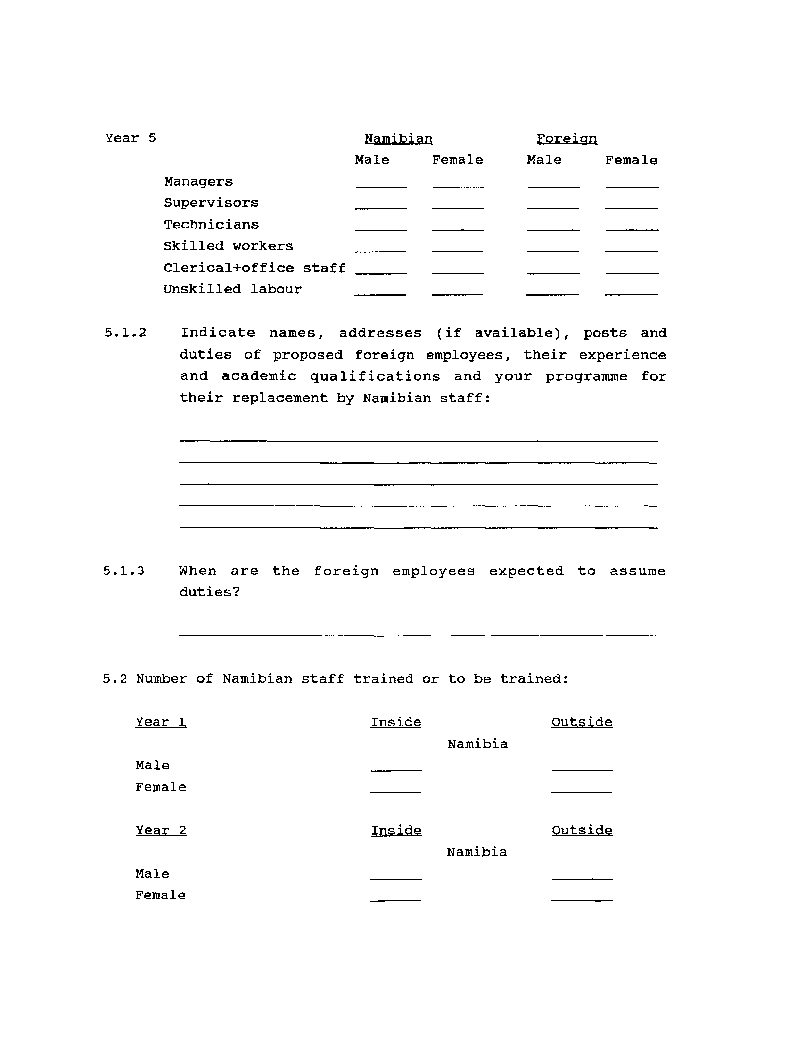 Year 5 Namibian Foreign
Male Female Male Female
Managers
Supervisors
Technicians
Skilled workers
Clerical+office staff
Unskilled labour
5.1.2 Indicate names, addresses (if available), posts and
duties of proposed foreign employees, their experience
and academic qualifications and your programme for
their replacement by Namibian staff:
5.1.3 When are the foreign employees expected to assume
duties?
5.2 Number of Namibian staff trained or to be trained:
Year 1 Inside Outside
Namibia
Male
Female
Year 2 Inside Outside
Namibia
Male
Female